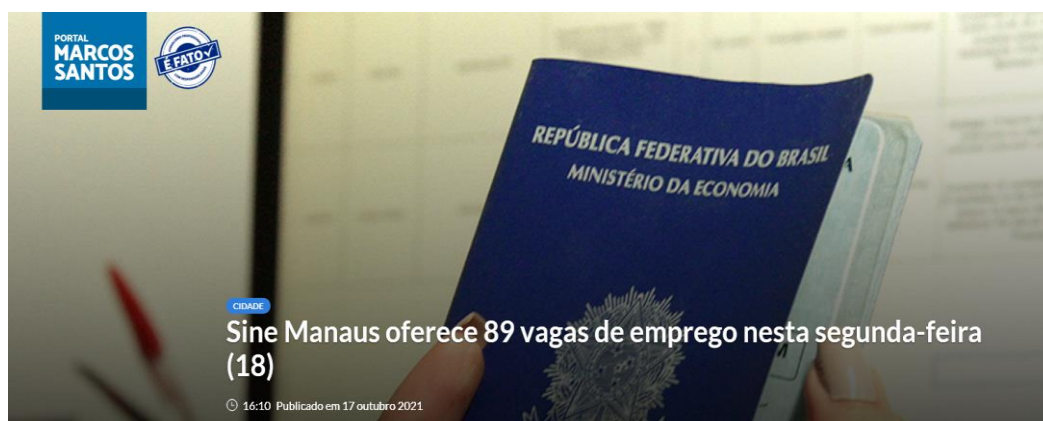 PORTAL
MARCOS
SANTOS
É FATO
REPÚBLICA FEDERATIVA DO BRASIL
MINISTÉRIO DA ECONOMIA
CIDADE
Sine Manaus oferece 89 vagas de emprego nesta segunda-feira
(18)
16:10 Publicado em 17 outubro 2021